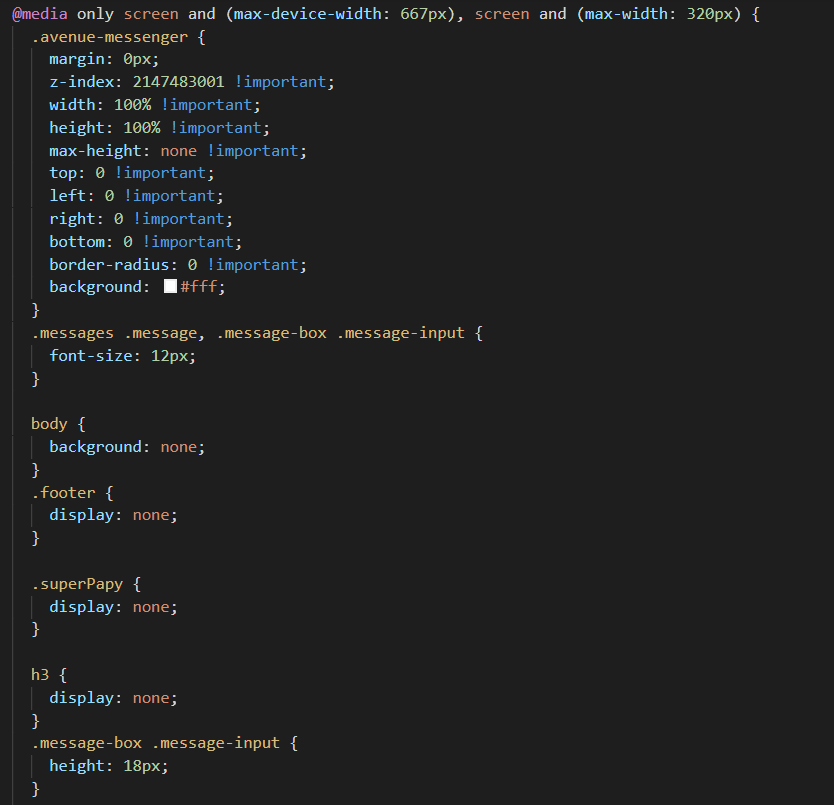 @media only screen and (max-device-width: 667px), screen and (max-width: 320px) {
  .avenue-messenger {
    margin: 0px;
    z-index: 2147483001 !important;
    width: 100% !important;
    height: 100% !important;
    max-height: none !important;
    top: 0 !important;
    left: 0 !important;
    right: 0 !important;
    bottom: 0 !important;
    border-radius: 0 !important;
    background: #fff;
  }
  .messages .message, .message-box .message-input {
    font-size: 12px;
  }

  body {
    background: none;
  }
  .footer {
    display: none;
  }

  .superPapy {
    display: none;
  }

  h3 {
    display: none;
  }
  .message-box .message-input {
    height: 18px;
  }